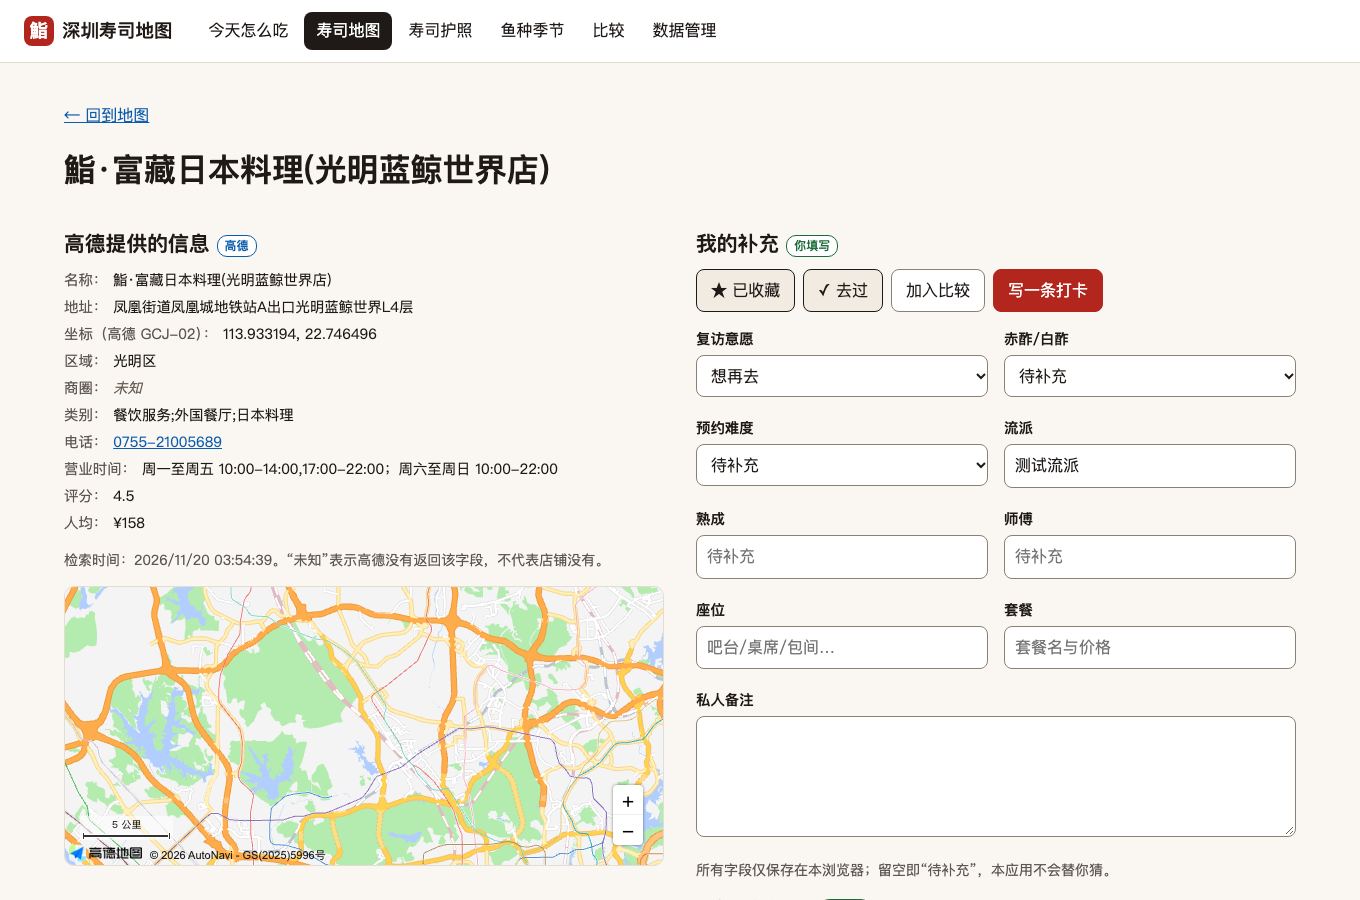 鮨 深圳寿司地图 今天怎么吃 寿司地图 寿司护照 鱼种季节 比较 数据管理
← 回到地图
鮨·富藏日本料理(光明蓝鲸世界店)
高德提供的信息 高德
名称： 鮨·富藏日本料理(光明蓝鲸世界店)
地址： 凤凰街道凤凰城地铁站A出口光明蓝鲸世界L4层
坐标（高德 GCJ-02）： 113.933194, 22.746496
区域： 光明区
商圈： 未知
类别： 餐饮服务;外国餐厅;日本料理
电话： 0755-21005689
营业时间： 周一至周五 10:00-14:00,17:00-22:00；周六至周日 10:00-22:00
评分： 4.5
人均： ¥158
检索时间：2026/11/20 03:54:39。“未知”表示高德没有返回该字段，不代表店铺没有。
5 公里
高德地图 © 2026 AutoNavi - GS(2025)5996号
+
−
我的补充 你填写
★ 已收藏 ✓ 去过 加入比较 写一条打卡
复访意愿 赤酢/白酢
想再去 待补充
预约难度 流派
待补充 测试流派
熟成 师傅
待补充 待补充
座位 套餐
吧台/桌席/包间… 套餐名与价格
私人备注
所有字段仅保存在本浏览器；留空即“待补充”，本应用不会替你猜。